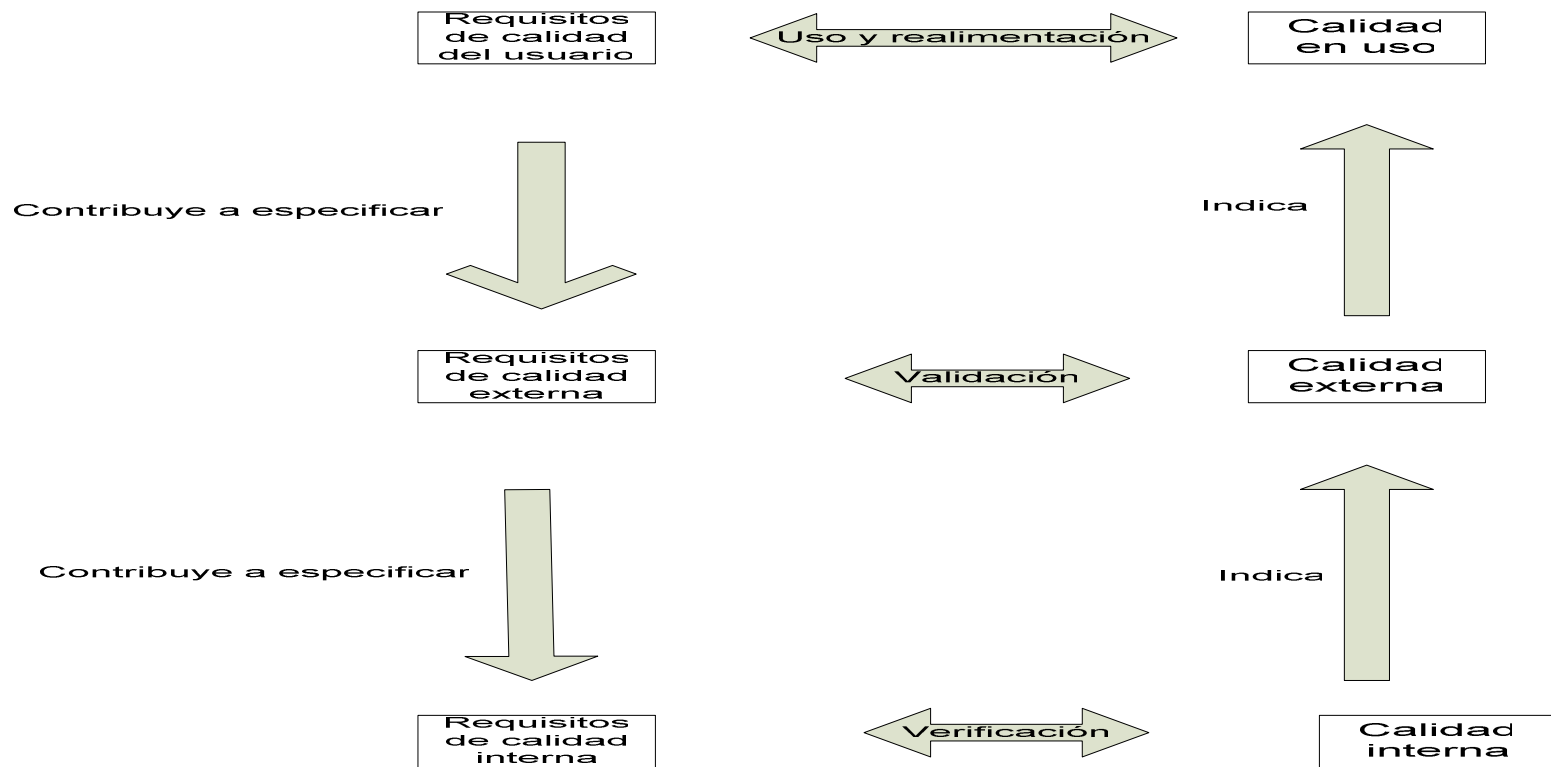 Requisitos
de calidad
del usuario
Uso y realimentación
Calidad
en uso
Contribuye a especificar
Indica
Requisitos
de calidad
externa
Validación
Calidad
externa
Contribuye a especificar
Indica
Requisitos
de calidad
interna
Verificación
Calidad
interna